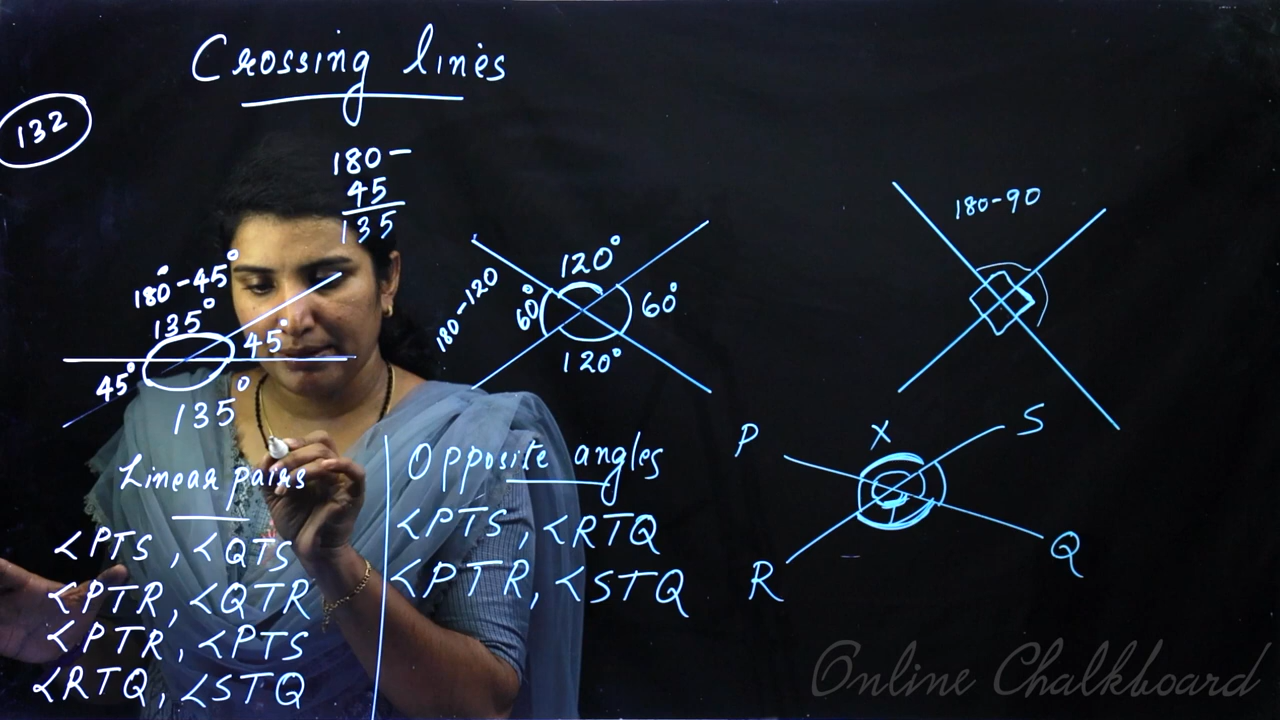 Crossing lines
132
180-
45
135
180°-45°
135°
45°
45°
135°
120°
180-120
60°
60°
120°
180-90
P
X
S
R
T
Q
Linear pairs
<PTS, <QTS
<PTR, <QTR
<PTR, <PTS
<RTQ, <STQ
Opposite angles
<PTS, <RTQ
<PTR, <STQ
Online Chalkboard